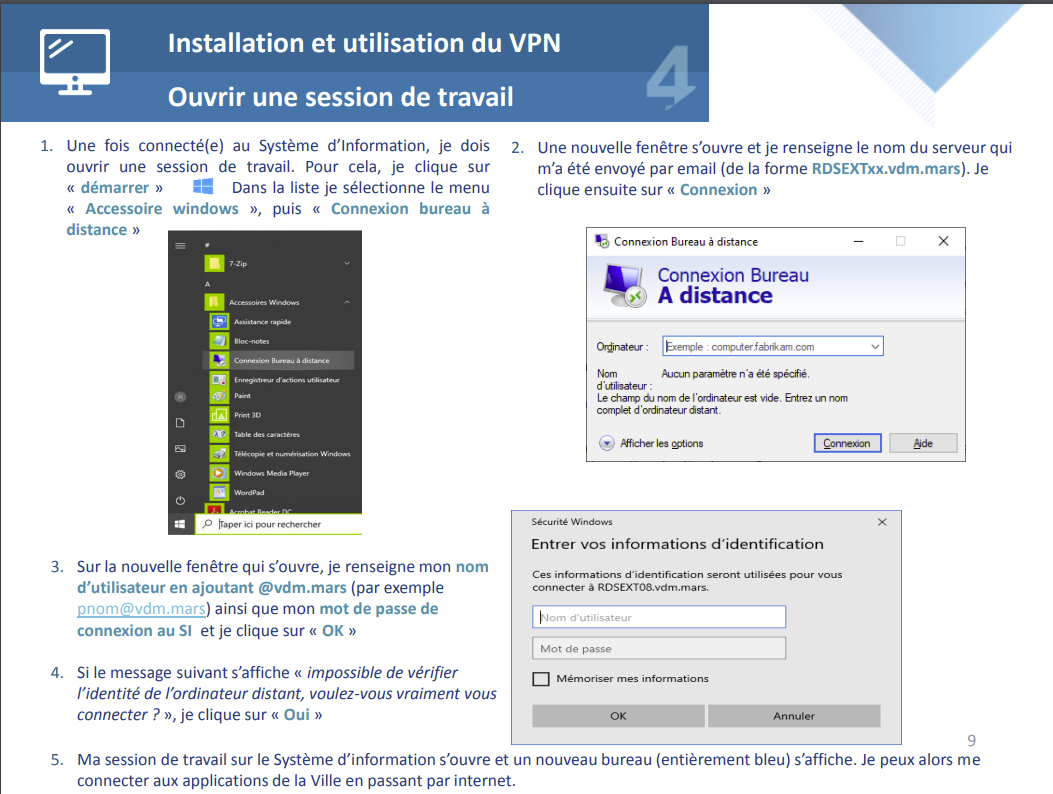 Installation et utilisation du VPN
Ouvrir une session de travail
4
1. Une fois connecté(e) au Système d'Information, je dois
ouvrir une session de travail. Pour cela, je clique sur
« démarrer » Dans la liste je sélectionne le menu
« Accessoire windows », puis « Connexion bureau à
distance »
#
7-Zip
A
Accessoires Windows
Assistance rapide
Bloc-notes
Connexion Bureau à distance
Enregistreur d'actions utilisateur
Paint
Print 3D
Table des caractères
Télécopie et numérisation Windows
Windows Media Player
WordPad
Acrobat Reader DC
Taper ici pour rechercher
2. Une nouvelle fenêtre s'ouvre et je renseigne le nom du serveur qui
m'a été envoyé par email (de la forme RDSEXTxx.vdm.mars). Je
clique ensuite sur « Connexion »
Connexion Bureau à distance
Connexion Bureau
A distance
Ordinateur :
Exemple : computer.fabrikam.com
Nom
d'utilisateur :
Aucun paramètre n'a été spécifié.
Le champ du nom de l'ordinateur est vide. Entrez un nom
complet d'ordinateur distant.
Afficher les options
Connexion
Aide
3. Sur la nouvelle fenêtre qui s'ouvre, je renseigne mon nom
d'utilisateur en ajoutant @vdm.mars (par exemple
pnom@vdm.mars) ainsi que mon mot de passe de
connexion au SI et je clique sur « OK »
4. Si le message suivant s'affiche « impossible de vérifier
l'identité de l'ordinateur distant, voulez-vous vraiment vous
connecter ? », je clique sur « Oui »
Sécurité Windows
Entrer vos informations d'identification
Ces informations d'identification seront utilisées pour vous
connecter à RDSEXT08.vdm.mars.
Nom d'utilisateur
Mot de passe
Mémoriser mes informations
OK
Annuler
9
5. Ma session de travail sur le Système d'information s'ouvre et un nouveau bureau (entièrement bleu) s'affiche. Je peux alors me
connecter aux applications de la Ville en passant par internet.